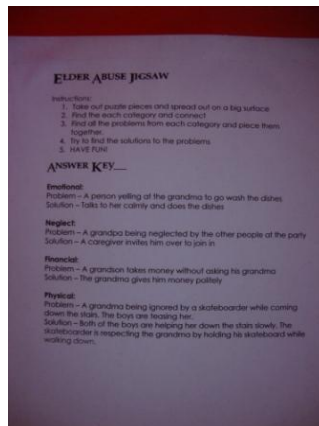 ELDER ABUSE JIGSAW
Instructions:
1. Take out puzzle pieces and spread out on a big surface
2. Find the each category and connect
3. Find all the problems from each category and piece them
together.
4. Try to find the solutions to the problems
5. HAVE FUN!
ANSWER KEY__
Emotional:
Problem – A person yelling at the grandma to go wash the dishes
Solution – Talks to her calmly and does the dishes
Neglect:
Problem – A grandpa being neglected by the other people at the party
Solution – A caregiver invites him over to join in
Financial:
Problem – A grandson takes money without asking his grandma
Solution – The grandma gives him money politely
Physical:
Problem – A grandma being ignored by a skateboarder while coming
down the stairs. The boys are teasing her.
Solution – Both of the boys are helping her down the stairs slowly. The
skateboarder is respecting the grandma by holding his skateboard while
walking down.